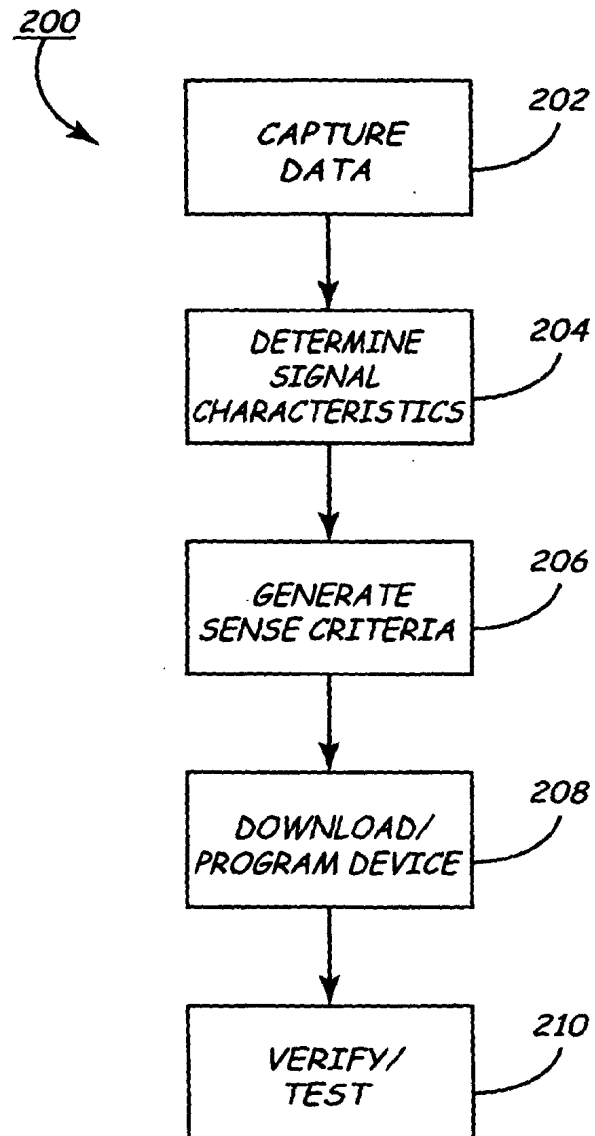 200
202
CAPTURE
DATA
204
DETERMINE
SIGNAL
CHARACTERISTICS
206
GENERATE
SENSE CRITERIA
208
DOWNLOAD/
PROGRAM DEVICE
210
VERIFY/
TEST